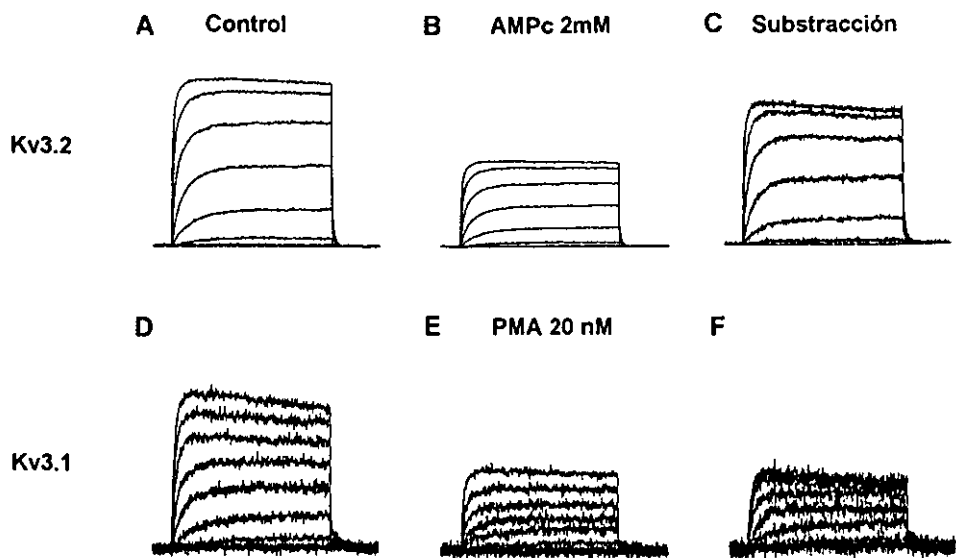 A Control
B AMPc 2mM
C Substracción
Kv3.2
D
E PMA 20 nM
F
Kv3.1